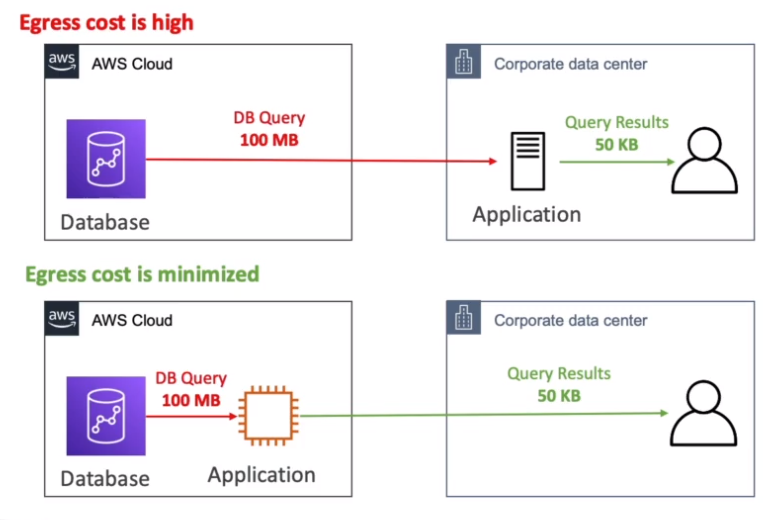 Egress cost is high
aws
AWS Cloud
Corporate data center
DB Query
100 MB
Query Results
50 KB
Database
Application
Egress cost is minimized
aws
AWS Cloud
Corporate data center
DB Query
100 MB
Query Results
50 KB
Database
Application